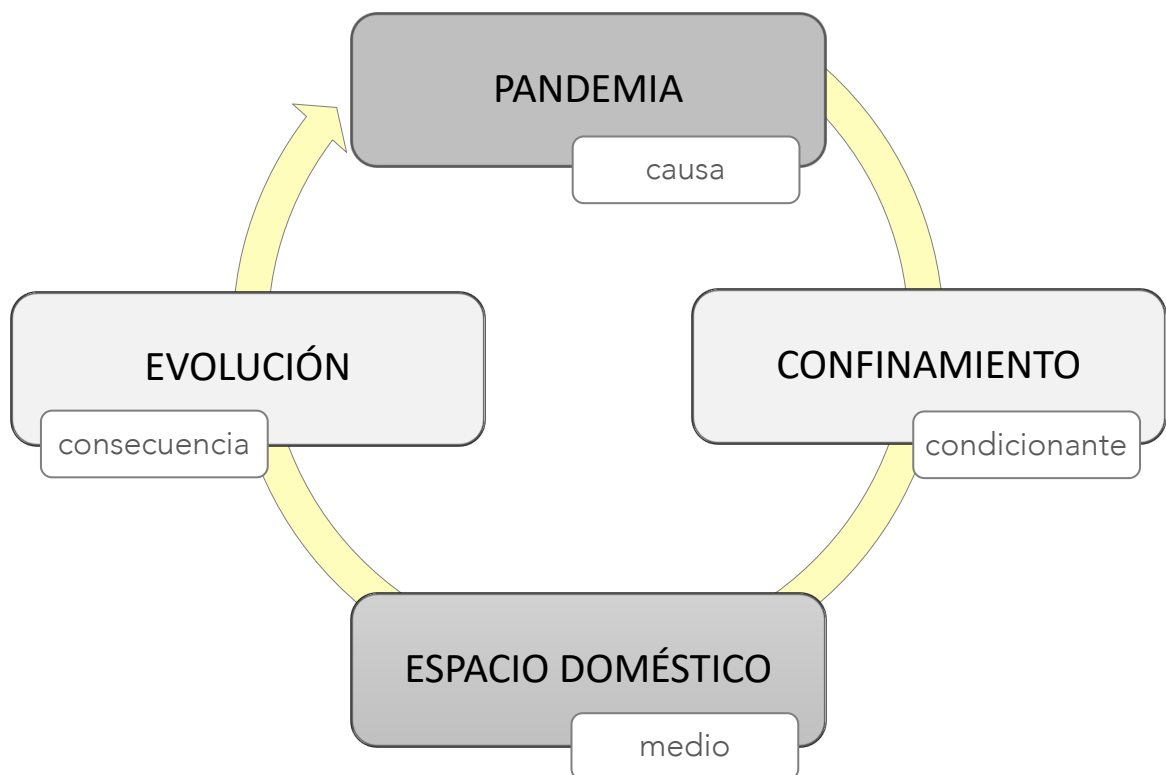 PANDEMIA
causa
CONFINAMIENTO
condicionante
ESPACIO DOMÉSTICO
medio
EVOLUCIÓN
consecuencia